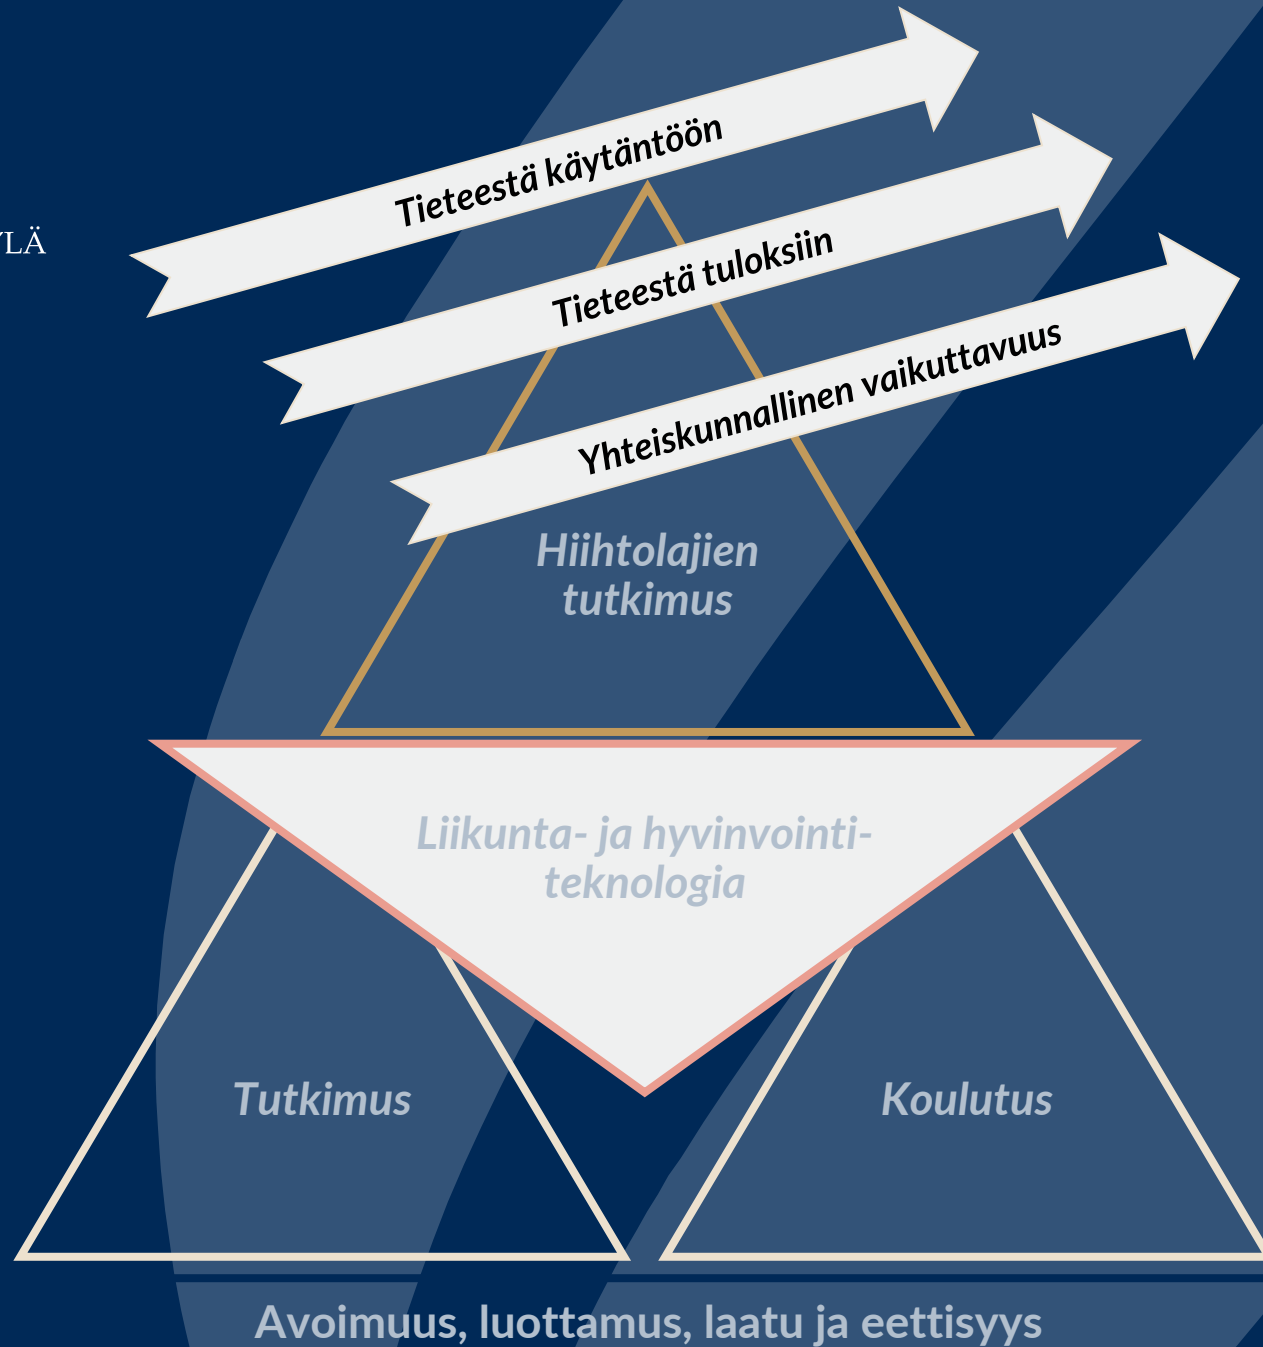 Tieteestä käytäntöön
YLÄ
Tieteestä tuloksiin
Yhteiskunnallinen vaikuttavuus
Hiihtolajien
tutkimus
Liikunta- ja hyvinvointi-
teknologia
Tutkimus
Koulutus
Avoimuus, luottamus, laatu ja eettisyys